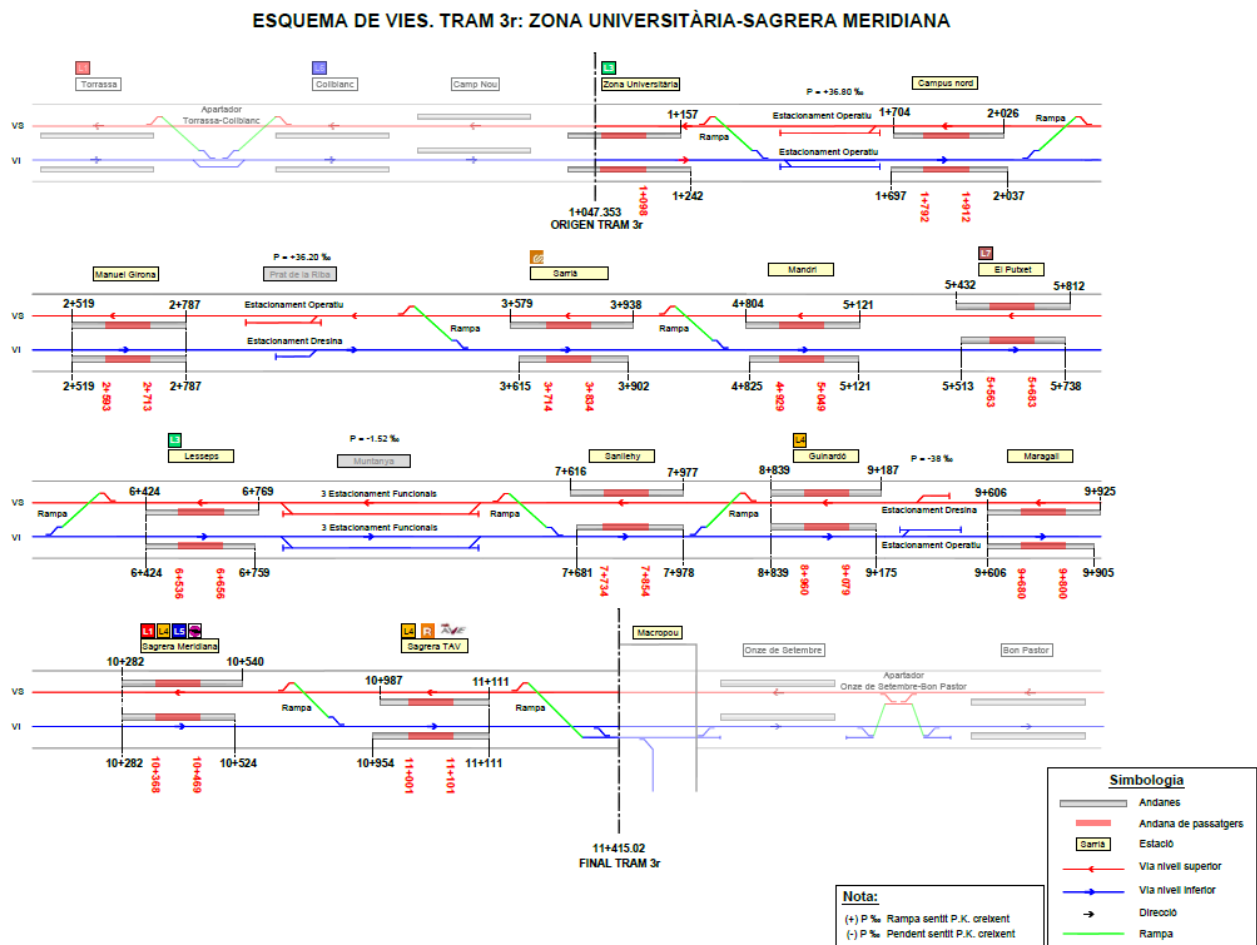 ESQUEMA DE VIES. TRAM 3r: ZONA UNIVERSITÀRIA-SAGRERA MERIDIANA
L1
L5
L3
Torrassa
Collblanc
Camp Nou
Zona Universitària
P = +36.80 ‰
Campus nord
Apartador
Torrassa-Collblanc
1+157
Estacionament Operatiu
1+704
2+026
Rampa
VS
Rampa
Estacionament Operatiu
VI
1+098
1+242
1+697
1+792
1+912
2+037
1+047.353
ORIGEN TRAM 3r
P = +36.20 ‰
L7
Manuel Girona
Prat de la Riba
Sarrià
Mandri
El Putxet
2+519
2+787
Estacionament Operatiu
3+579
3+938
4+804
5+121
5+432
5+812
VS
Rampa
Rampa
Estacionament Dresina
VI
2+519
2+593
2+713
2+787
3+615
3+714
3+834
3+902
4+825
4+929
5+049
5+121
5+513
5+563
5+683
5+738
L3
P = -1.52 ‰
L4
Lesseps
Muntanya
Sanllehy
Guinardó
P = -38 ‰
Maragall
6+424
6+769
7+616
7+977
8+839
9+187
9+606
9+925
VS
3 Estacionament Funcionals
Estacionament Dresina
Rampa
Rampa
Rampa
3 Estacionament Funcionals
VI
Estacionament Operatiu
6+424
6+536
6+656
6+759
7+681
7+734
7+854
7+978
8+839
8+960
9+079
9+175
9+606
9+680
9+800
9+905
L1
L4
L5
L4
R
AVE
Sagrera Meridiana
Sagrera TAV
Macropou
Onze de Setembre
Bon Pastor
10+282
10+540
10+987
11+111
Apartador
Onze de Setembre-Bon Pastor
VS
Rampa
Rampa
VI
10+282
10+368
10+469
10+524
10+954
11+001
11+101
11+111
11+415.02
FINAL TRAM 3r
Simbologia
Andanes
Andana de passatgers
Sarrià
Estació
Via nivell superior
Via nivell inferior
Direcció
Rampa
Nota:
(+) P ‰ Rampa sentit P.K. creixent
(-) P ‰ Pendent sentit P.K. creixent